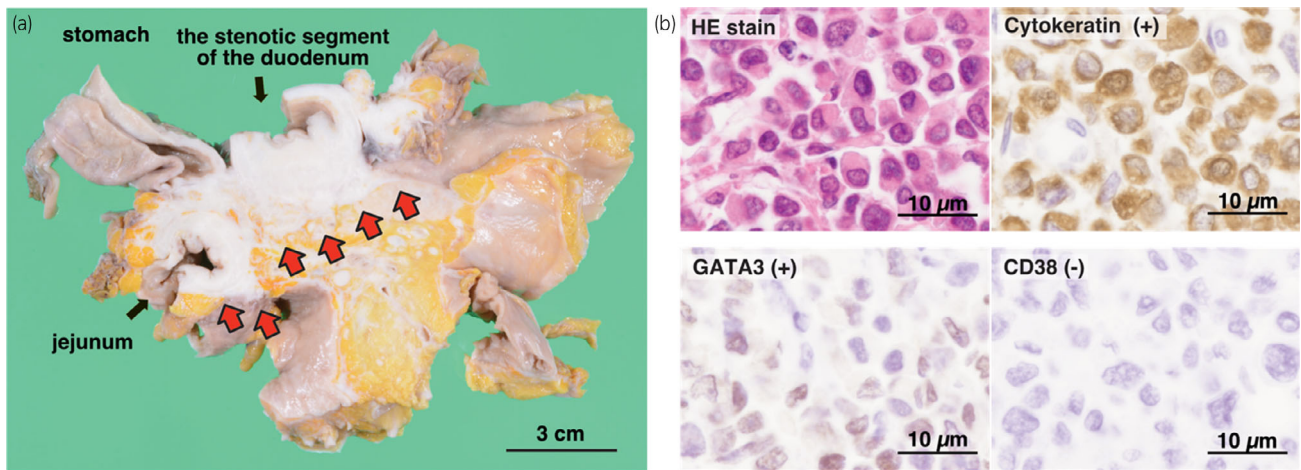 (a)
stomach
the stenotic segment
of the duodenum
jejunum
3 cm
(b)
HE stain
10 µm
Cytokeratin (+)
10 µm
GATA3 (+)
10 µm
CD38 (-)
10 µm